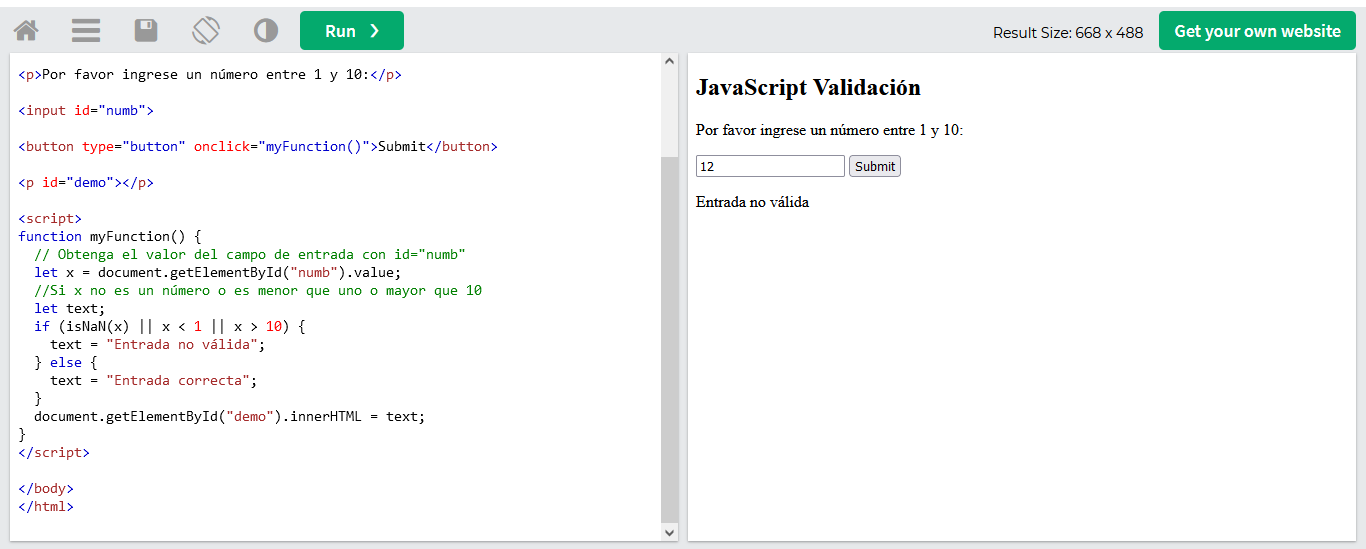 Run ❯
Result Size: 668 x 488
Get your own website
<p>Por favor ingrese un número entre 1 y 10:</p>
<input id="numb">
<button type="button" onclick="myFunction()">Submit</button>
<p id="demo"></p>
<script>
function myFunction() {
  // Obtenga el valor del campo de entrada con id="numb"
  let x = document.getElementById("numb").value;
  //Si x no es un número o es menor que uno o mayor que 10
  let text;
  if (isNaN(x) || x < 1 || x > 10) {
    text = "Entrada no válida";
  } else {
    text = "Entrada correcta";
  }
  document.getElementById("demo").innerHTML = text;
}
</script>
</body>
</html>
JavaScript Validación
Por favor ingrese un número entre 1 y 10:
12 Submit
Entrada no válida